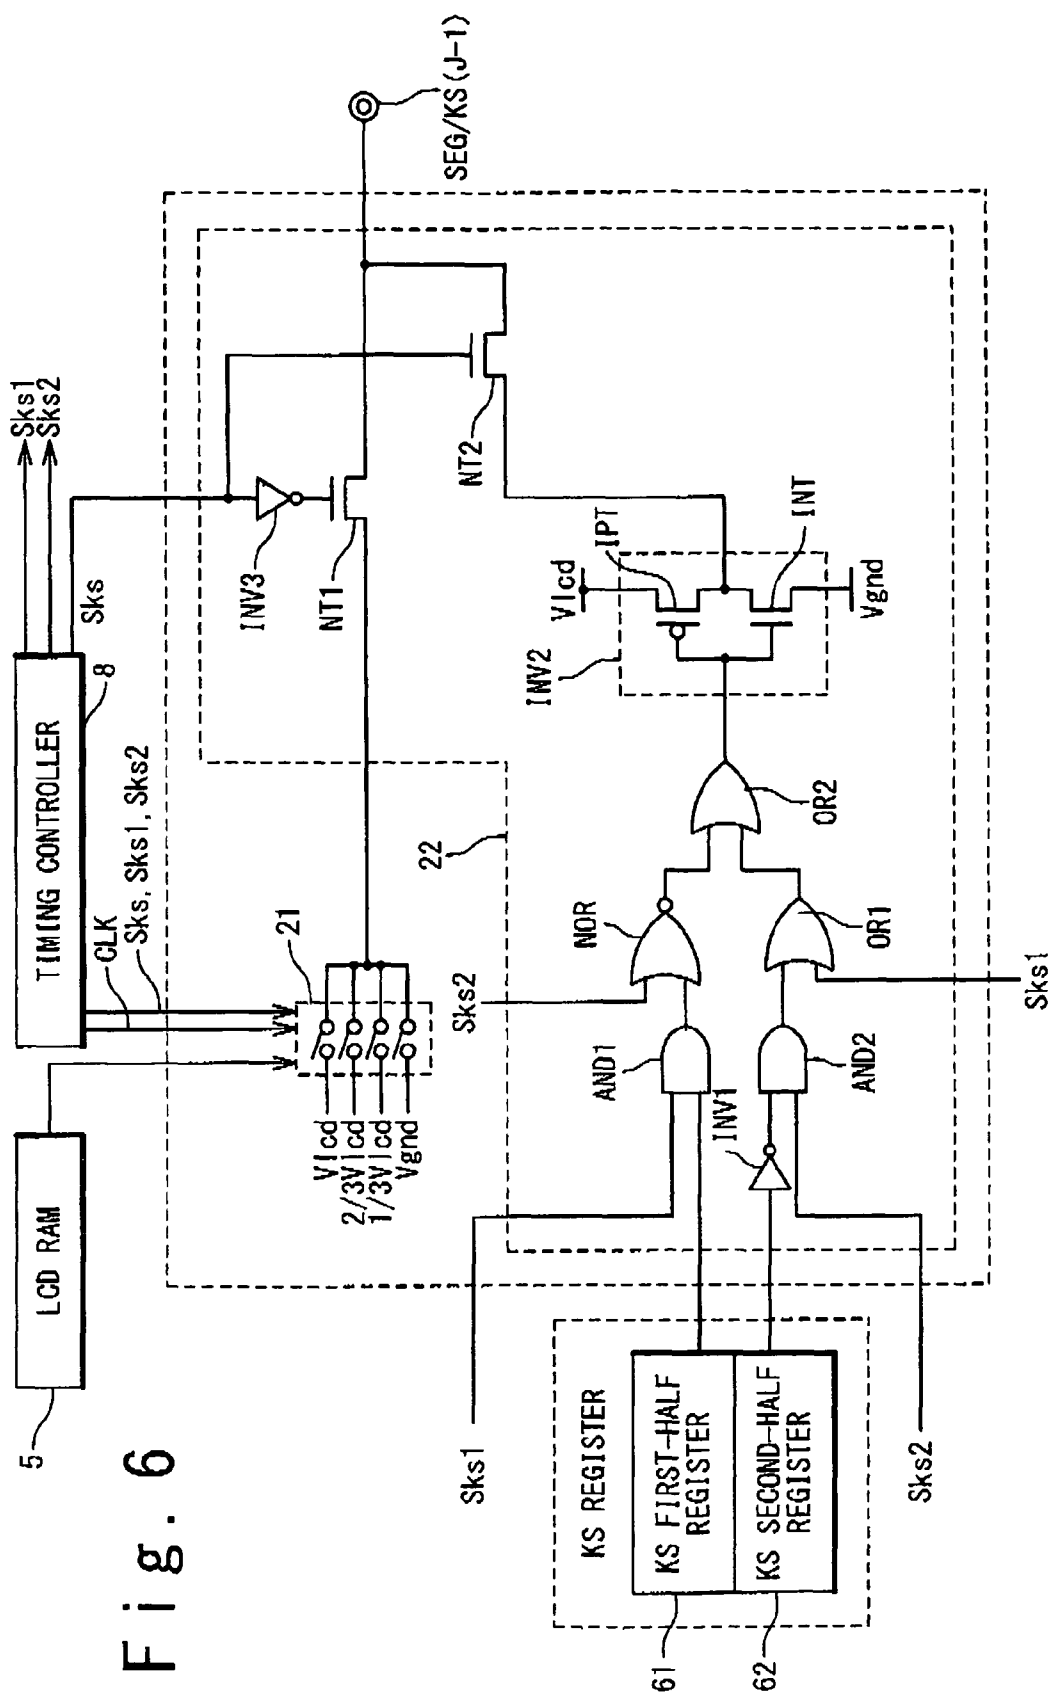 Fig. 6
5
LCD RAM
TIMING CONTROLLER
8
Sks1
Sks2
Sks
CLK
Sks, Sks1, Sks2
21
Vlcd
2/3Vlcd
1/3Vlcd
Vgnd
INV3
NT1
NT2
SEG/KS(J-1)
22
Sks1
Sks2
NOR
AND1
INV1
AND2
OR1
OR2
INV2
Vlcd
IPT
INT
Vgnd
Sks1
Sks2
KS REGISTER
KS FIRST-HALF
REGISTER
KS SECOND-HALF
REGISTER
61
62